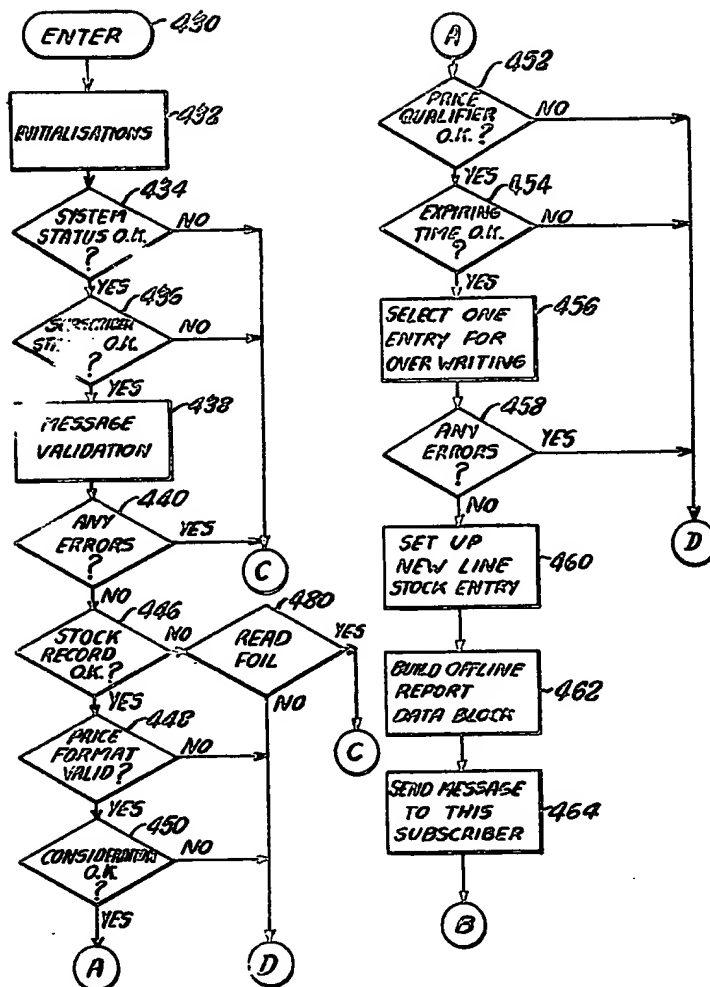 ENTER
430
INITIALISATIONS
432
434
SYSTEM
STATUS O.K.
?
NO
YES
436
SUBSCRIBER
O.K.
?
NO
YES
438
MESSAGE
VALIDATION
440
ANY
ERRORS
?
YES
C
NO
446
STOCK
RECORD
O.K.?
NO
480
READ
FOIL
YES
NO
C
YES
448
PRICE
FORMAT
VALID?
NO
YES
450
O.K
?
NO
YES
A
D
A
452
PRICE
QUALIFIER
O.K.?
NO
YES
454
EXPIRING
TIME O.K.
?
NO
YES
SELECT ONE
ENTRY FOR
OVER WRITING
456
458
ANY
ERRORS
?
YES
NO
D
SET UP
NEW LINE
STOCK ENTRY
460
BUILD OFFLINE
REPORT
DATA BLOCK
462
SEND MESSAGE
TO THIS
SUBSCRIBER
464
B